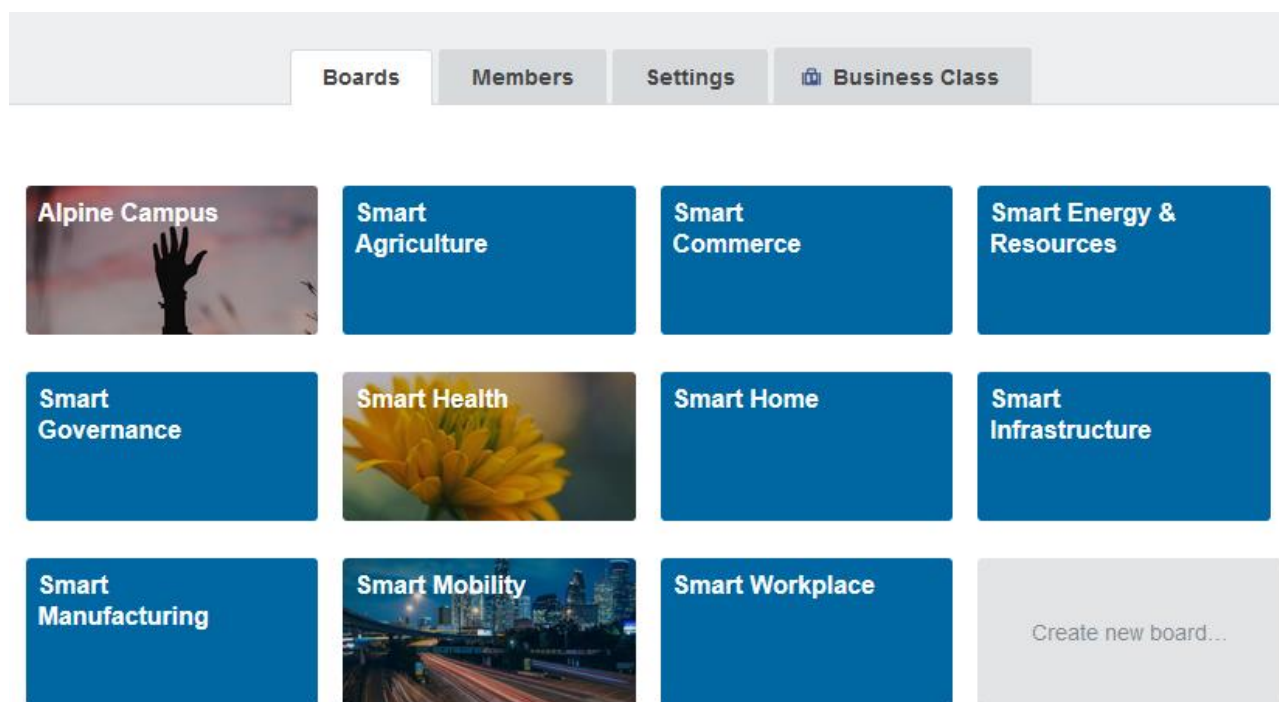 Boards
Members
Settings
Business Class
Alpine Campus
Smart
Agriculture
Smart
Commerce
Smart Energy &
Resources
Smart
Governance
Smart Health
Smart Home
Smart
Infrastructure
Smart
Manufacturing
Smart Mobility
Smart Workplace
Create new board...